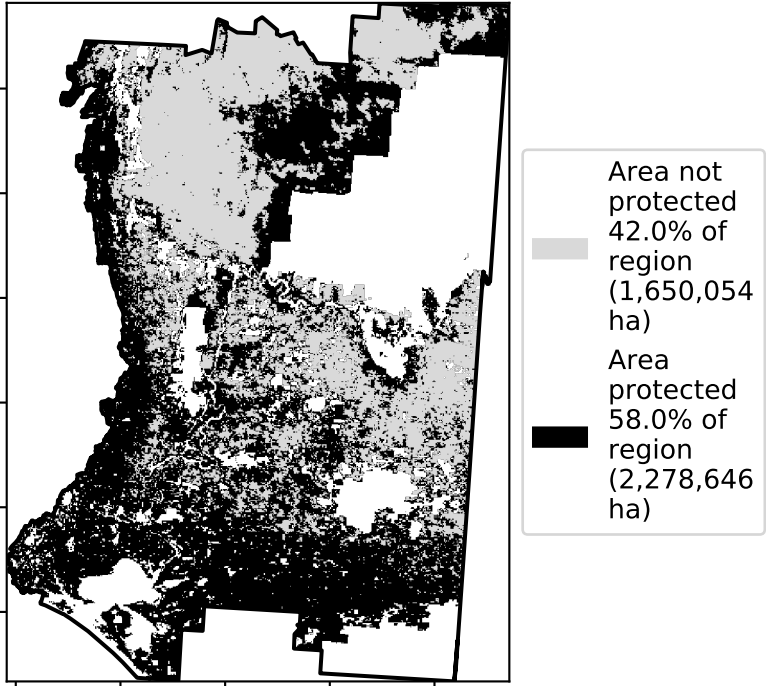 Area not
protected
42.0% of
region
(1,650,054
ha)
Area
protected
58.0% of
region
(2,278,646
ha)